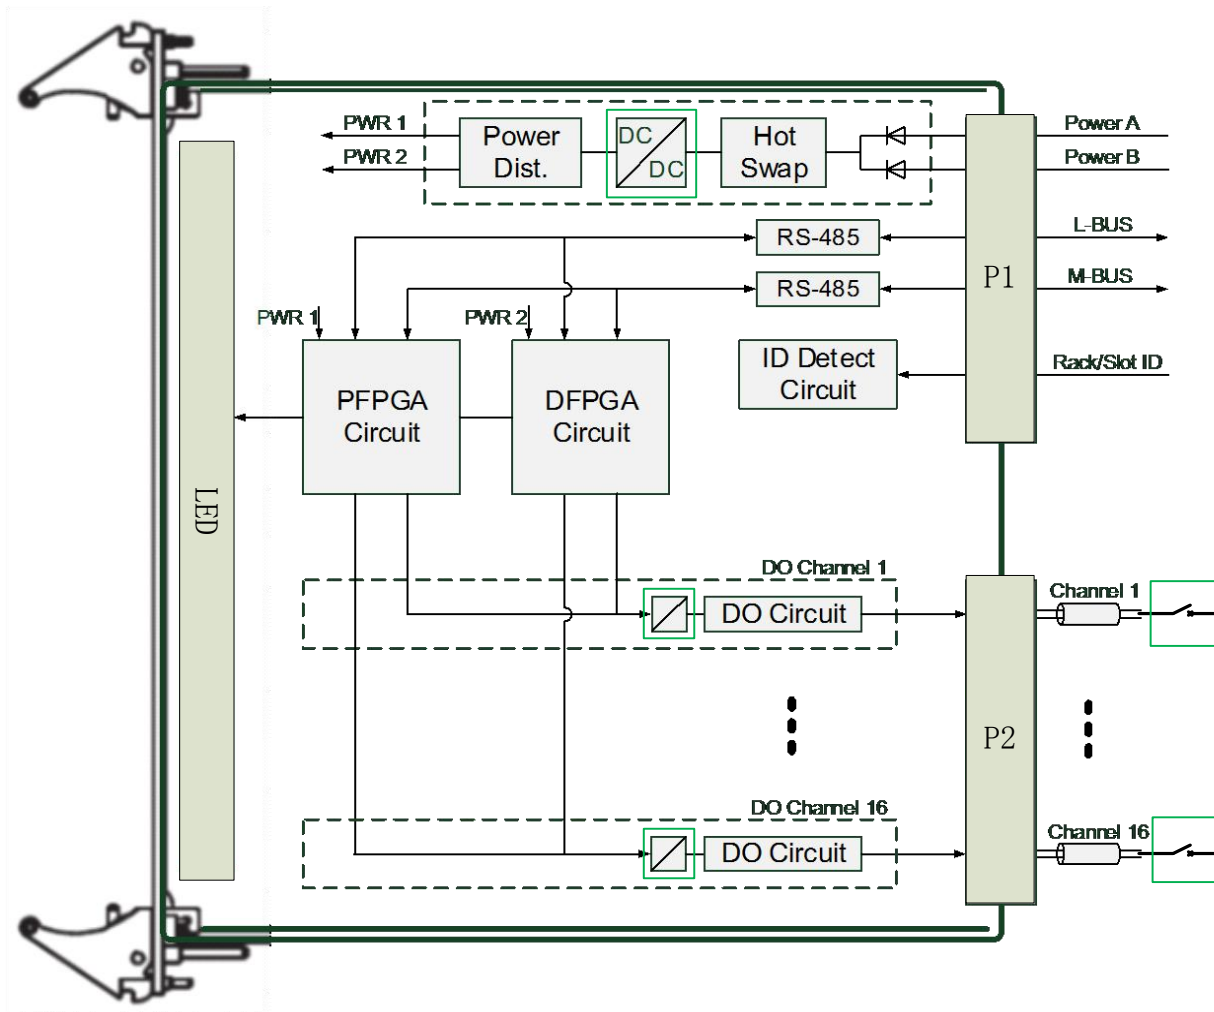 PWR 1
PWR 2
Power
Dist.
DC
DC
Hot
Swap
Power A
Power B
RS-485
L-BUS
RS-485
M-BUS
P1
PWR 1
PWR 2
ID Detect
Circuit
Rack/Slot ID
PFPGA
Circuit
DFPGA
Circuit
LED
DO Channel 1
DO Circuit
Channel 1
P2
DO Channel 16
DO Circuit
Channel 16